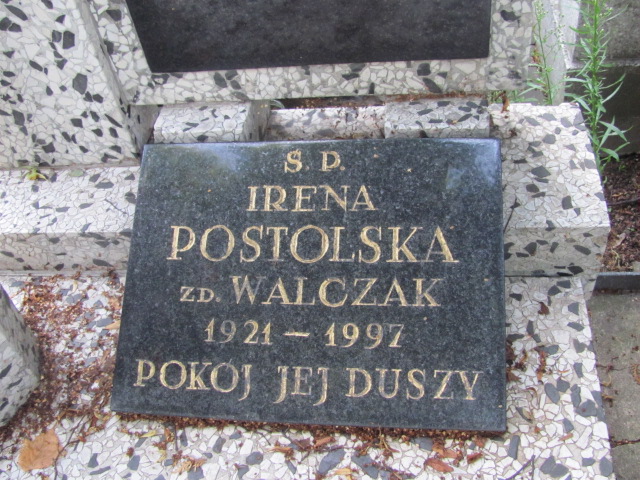 Ś. P.
IRENA
POSTOLSKA
ZD. WALCZAK
1921 – 1997
POKÓJ JEJ DUSZY